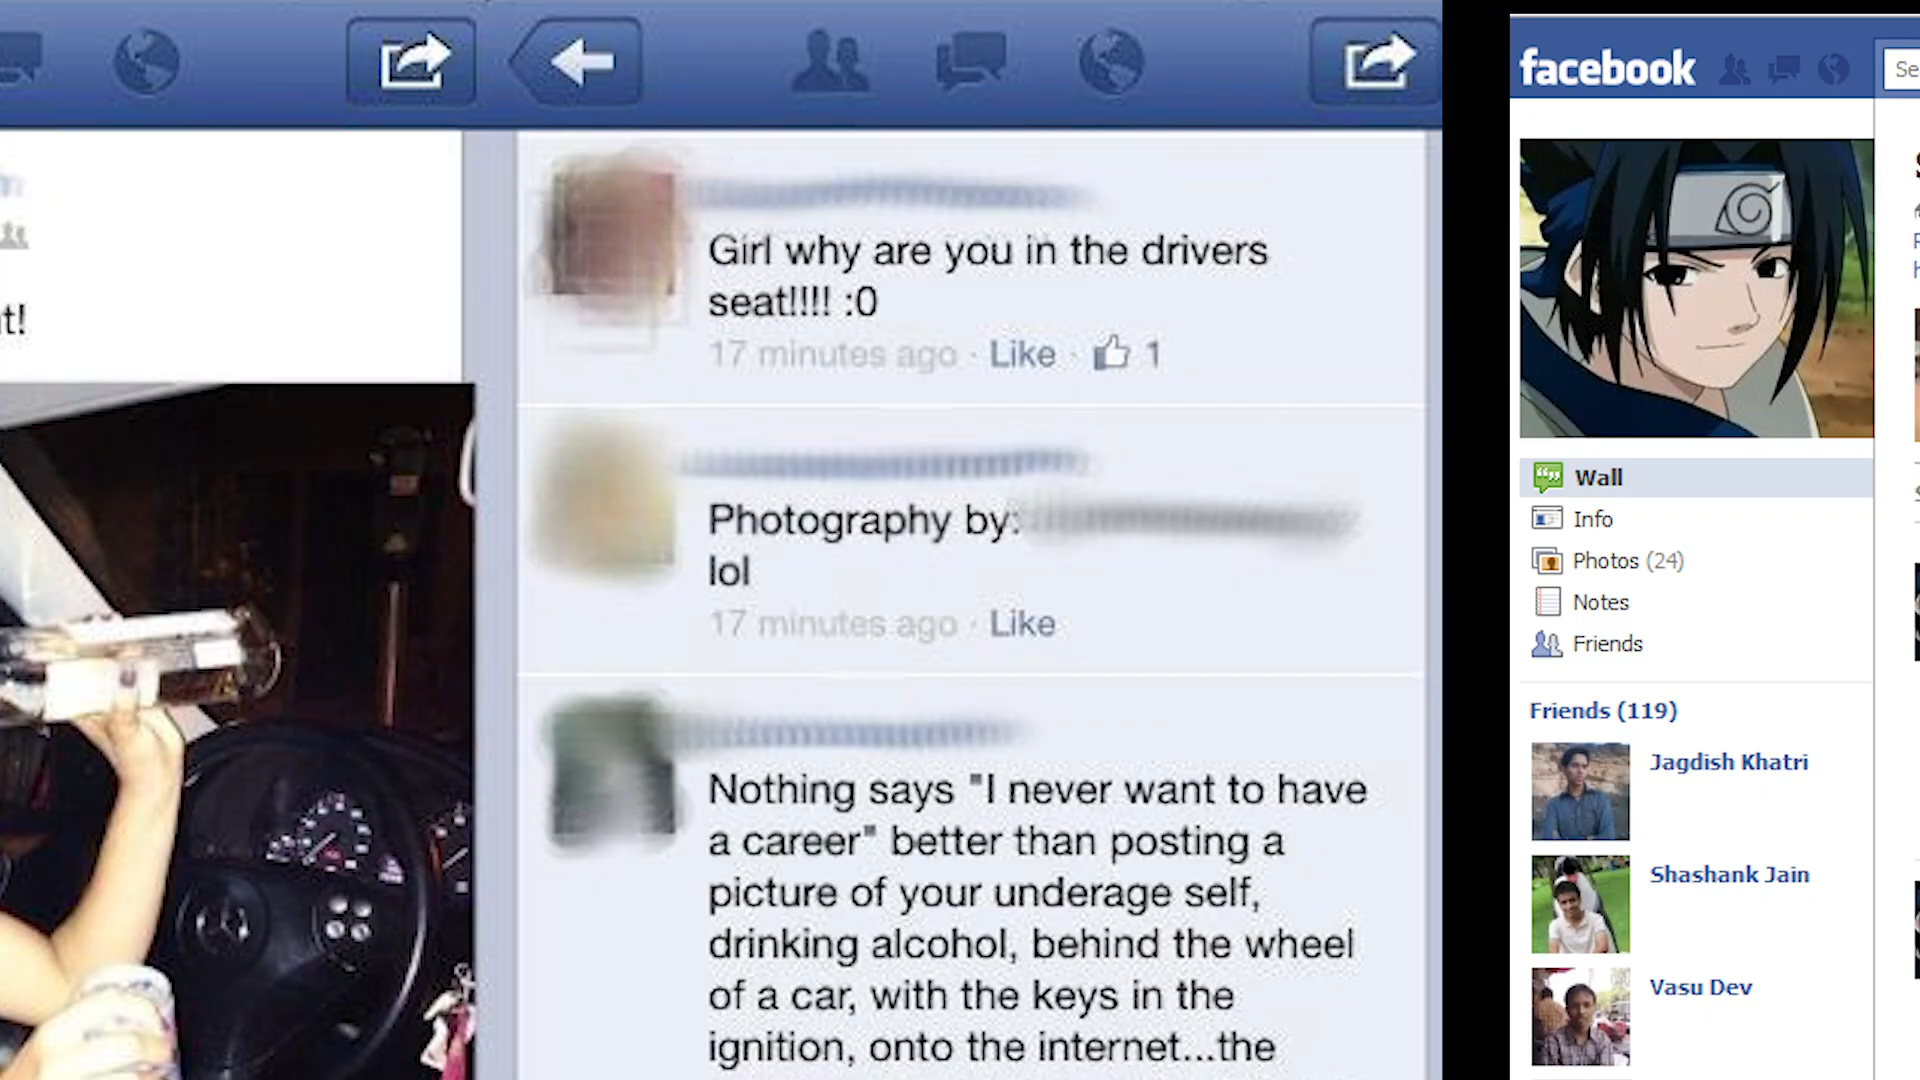 t!
Girl why are you in the drivers
seat!!!! :0
17 minutes ago · Like · 1
Photography by:
lol
17 minutes ago · Like
Nothing says "I never want to have
a career" better than posting a
picture of your underage self,
drinking alcohol, behind the wheel
of a car, with the keys in the
ignition, onto the internet...the
facebook
Se
Wall
Info
Photos (24)
Notes
Friends
Friends (119)
Jagdish Khatri
Shashank Jain
Vasu Dev